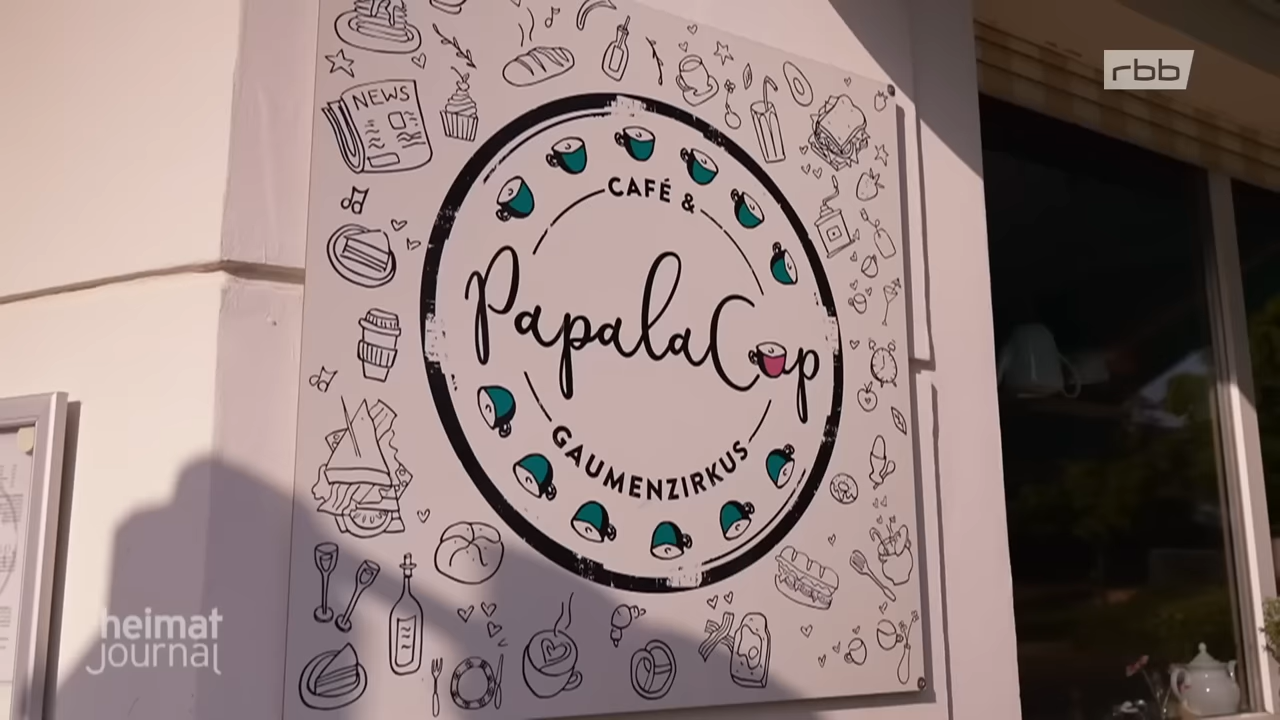 rbb
NEWS
CAFÉ &
PapalaCup
GAUMENZIRKUS
heimat
journal